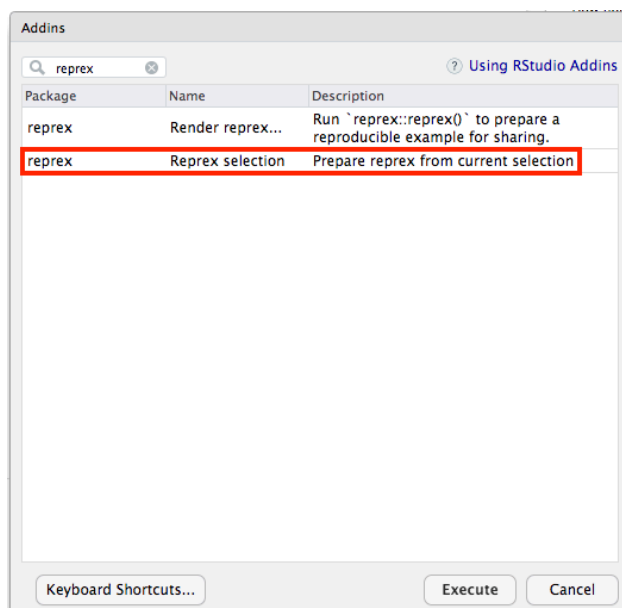 Addins
reprex
Using RStudio Addins
Package Name Description
reprex Render reprex... Run `reprex::reprex()` to prepare a
reproducible example for sharing.
reprex Reprex selection Prepare reprex from current selection
Keyboard Shortcuts... Execute Cancel